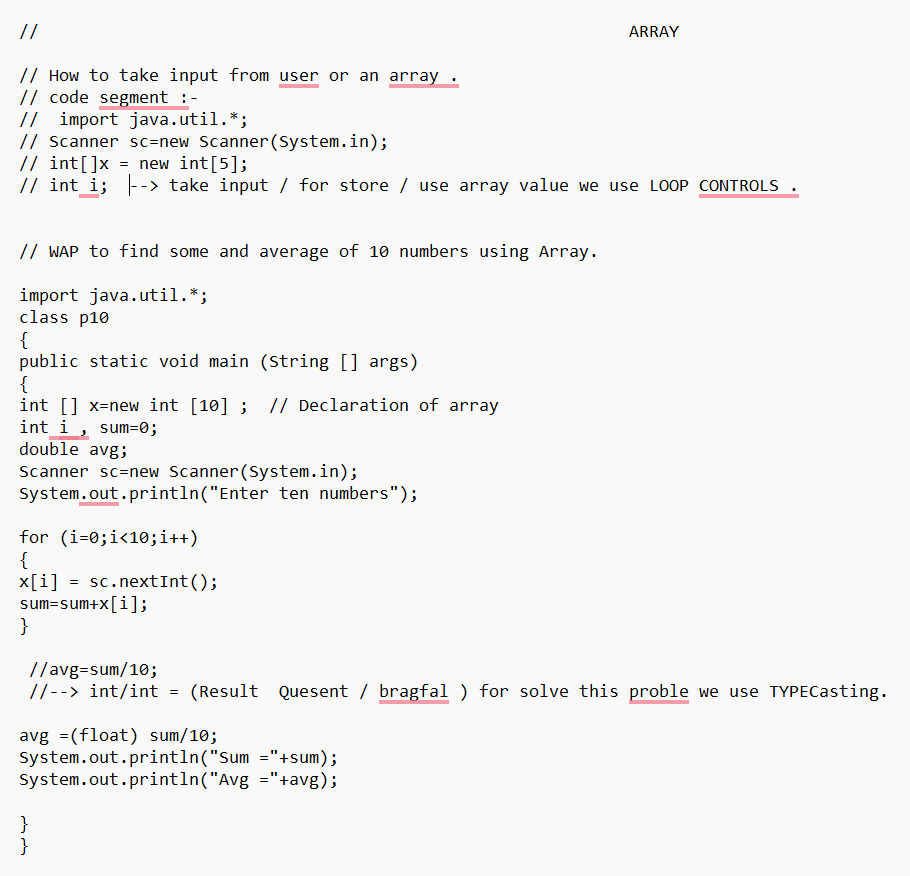 // ARRAY
// How to take input from user or an array .
// code segment :-
//  import java.util.*;
// Scanner sc=new Scanner(System.in);
// int[]x = new int[5];
// int i;  |--> take input / for store / use array value we use LOOP CONTROLS .
// WAP to find some and average of 10 numbers using Array.
import java.util.*;
class p10
{
public static void main (String [] args)
{
int [] x=new int [10] ;  // Declaration of array
int i , sum=0;
double avg;
Scanner sc=new Scanner(System.in);
System.out.println("Enter ten numbers");
for (i=0;i<10;i++)
{
x[i] = sc.nextInt();
sum=sum+x[i];
}
//avg=sum/10;
//--> int/int = (Result  Quesent / bragfal ) for solve this proble we use TYPECasting.
avg =(float) sum/10;
System.out.println("Sum ="+sum);
System.out.println("Avg ="+avg);
}
}